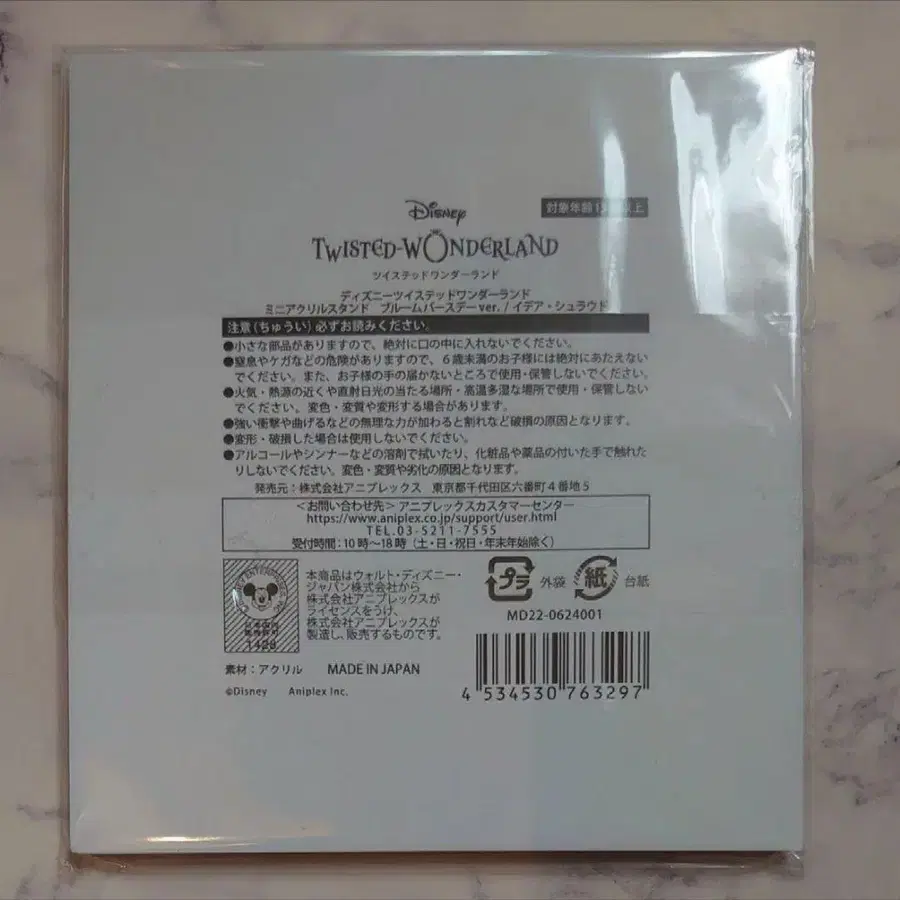 Disney
TWISTED-WONDERLAND
ツイステッドワンダーランド
対象年齢1 以上
ディズニーツイステッドワンダーランド
ミニアクリルスタンド ブルームバースデーver. / イデア・シュラウド
注意(ちゅうい)必ずお読みください。
●小さな部品がありますので、絶対に口の中に入れないでください。
●窒息やケガなどの危険がありますので、6歳未満のお子様には絶対にあたえない
でください。また、お子様の手の届かないところで使用・保管しないでください。
●火気・熱源の近くや直射日光の当たる場所・高温多湿な場所で使用・保管しない
でください、変色・変質や変形する場合があります。
●強い衝撃や曲げるなどの無理な力が加わると割れなど破損の原因となります。
●変形・破損した場合は使用しないでください。
●アルコールやシンナーなどの溶剤で拭いたり、化粧品や薬品の付いた手で触れた
りしないでください。変色・変質や劣化の原因となります。
発売元:株式会社アニプレックス 東京都千代田区六番町4番地5
<お問い合わせ先> アニプレックスカスタマーセンター
https://www.aniplex.co.jp/support/user.html
TEL.03-5211-7555
受付時間:10時〜18時(土・日・祝日・年末年始除く)
本商品はウォルト・ディズニー・
ジャパン株式会社から
株式会社アニプレックスが
ライセンスをうけ、
株式会社アニプレックスが
製造し、販売するものです。
1428
プラ 外袋 紙 台紙
MD22-0624001
素材:アクリル MADE IN JAPAN
©Disney Aniplex Inc.
4 534530 763297